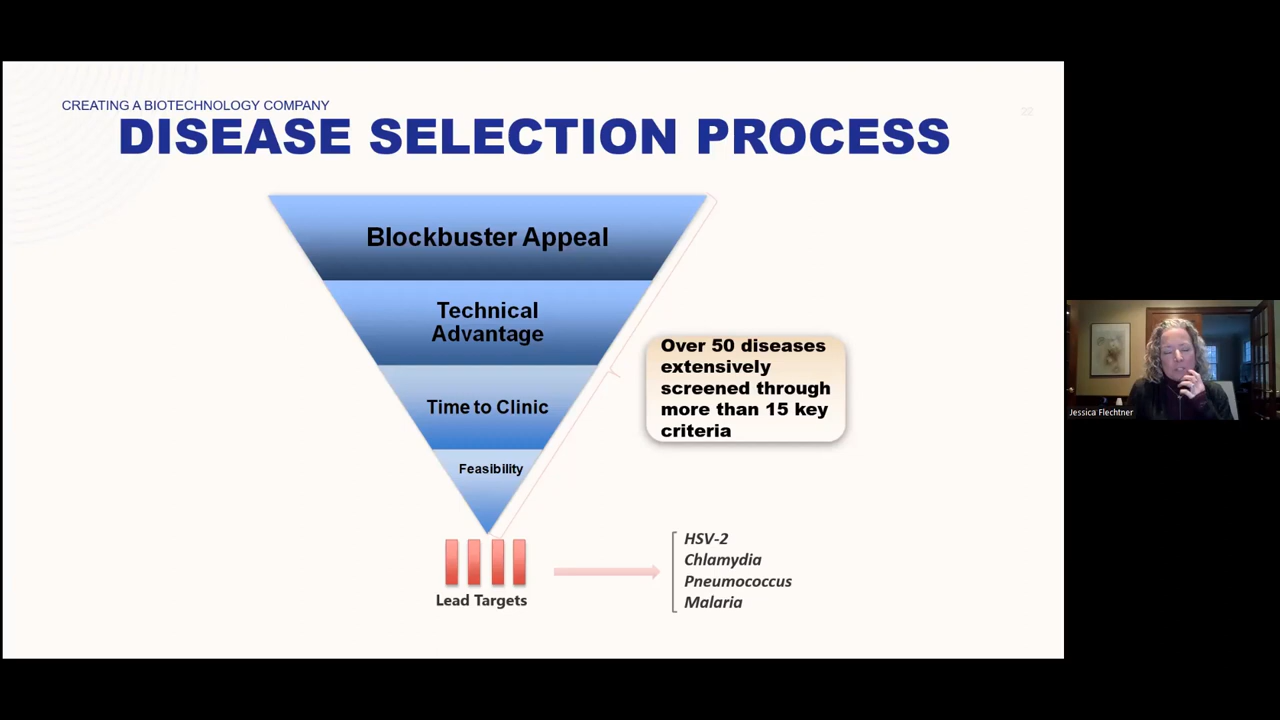 CREATING A BIOTECHNOLOGY COMPANY
22
DISEASE SELECTION PROCESS
Blockbuster Appeal
Technical
Advantage
Time to Clinic
Feasibility
Over 50 diseases
extensively
screened through
more than 15 key
criteria
Lead Targets
HSV-2
Chlamydia
Pneumococcus
Malaria
Jessica Flechtner